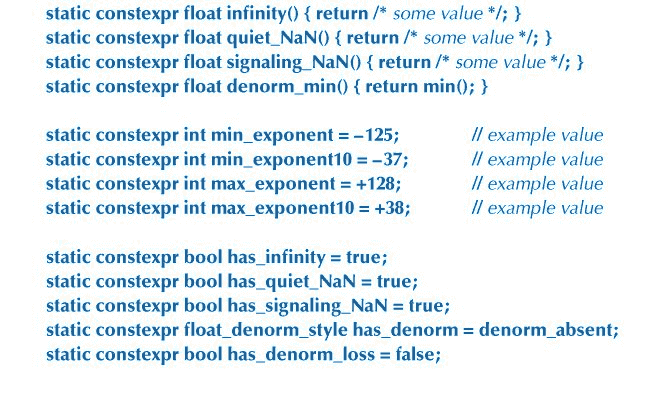 static constexpr float infinity() { return /* some value */; }
static constexpr float quiet_NaN() { return /* some value */; }
static constexpr float signaling_NaN() { return /* some value */; }
static constexpr float denorm_min() { return min(); }
static constexpr int min_exponent = −125; // example value
static constexpr int min_exponent10 = −37; // example value
static constexpr int max_exponent = +128; // example value
static constexpr int max_exponent10 = +38; // example value
static constexpr bool has_infinity = true;
static constexpr bool has_quiet_NaN = true;
static constexpr bool has_signaling_NaN = true;
static constexpr float_denorm_style has_denorm = denorm_absent;
static constexpr bool has_denorm_loss = false;